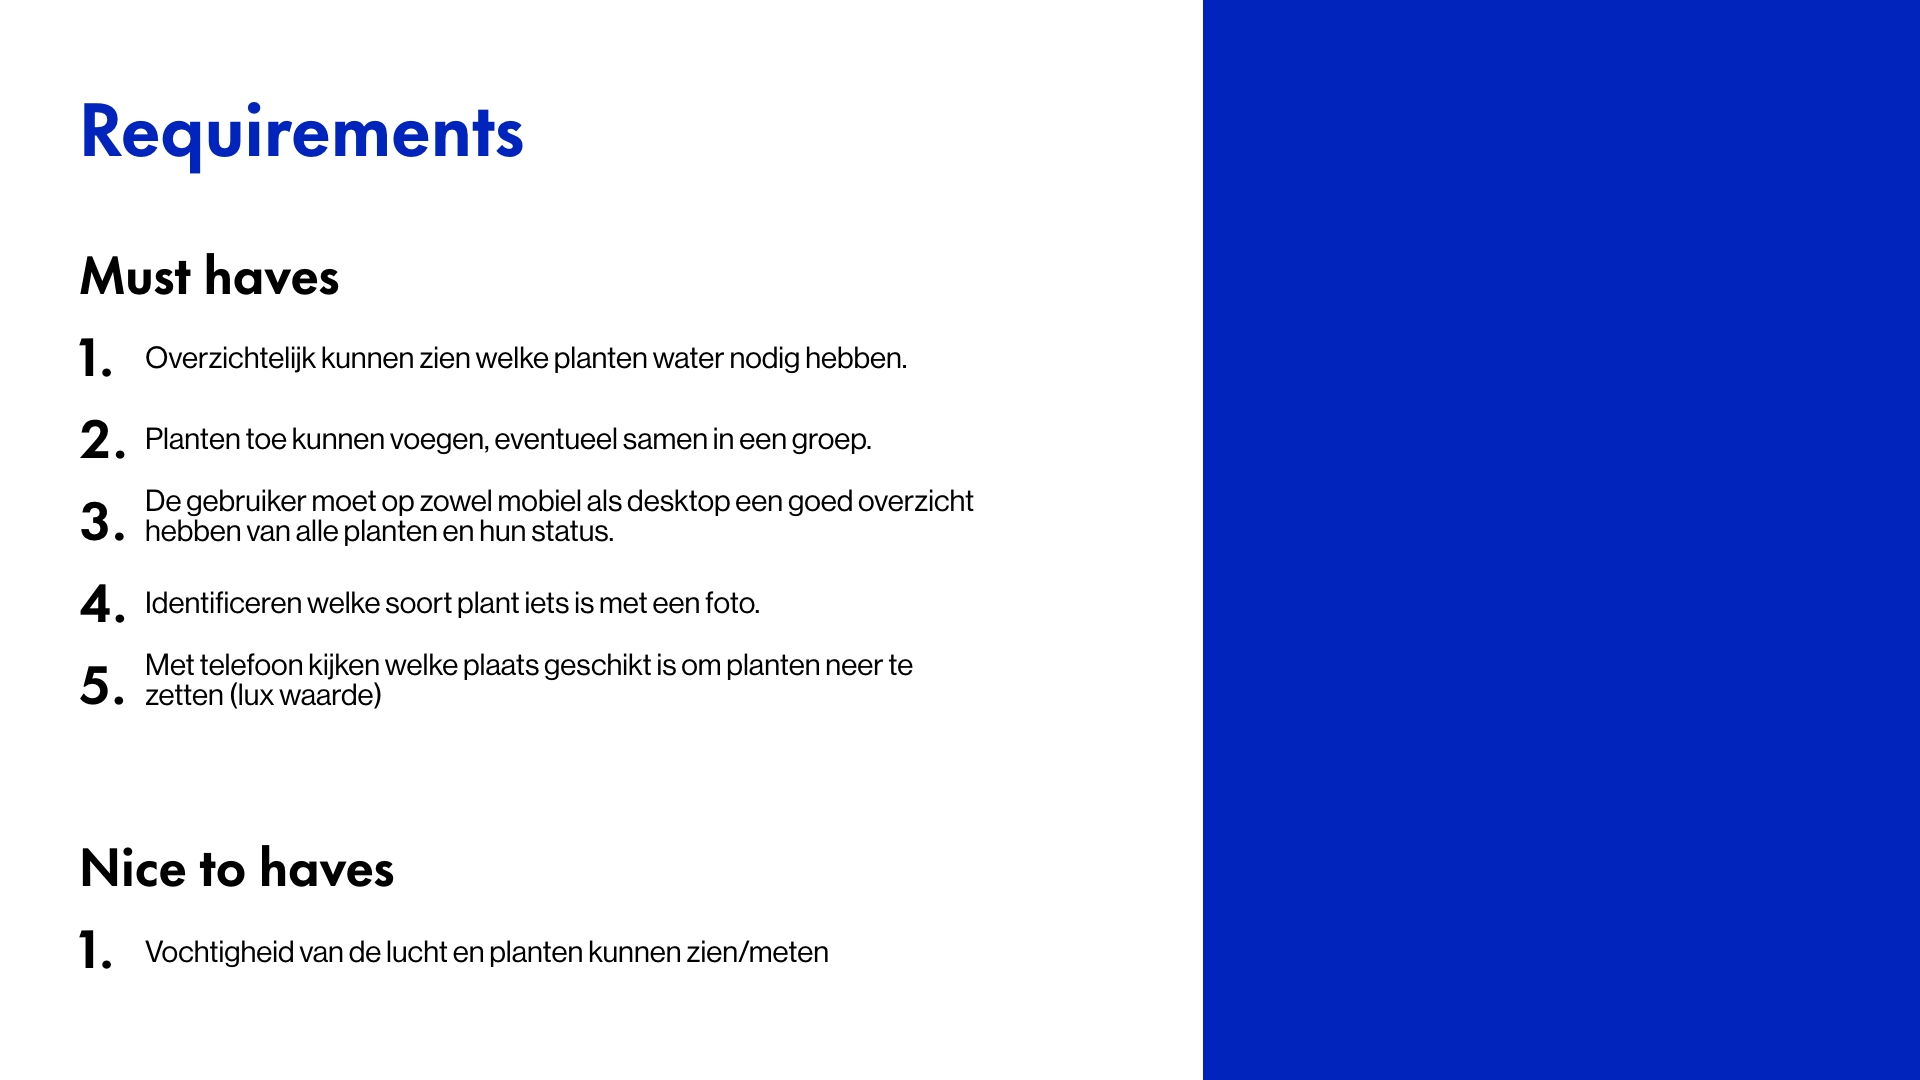 Requirements
Must haves
1. Overzichtelijk kunnen zien welke planten water nodig hebben.
2. Planten toe kunnen voegen, eventueel samen in een groep.
3. De gebruiker moet op zowel mobiel als desktop een goed overzicht
hebben van alle planten en hun status.
4. Identificeren welke soort plant iets is met een foto.
5. Met telefoon kijken welke plaats geschikt is om planten neer te
zetten (lux waarde)
Nice to haves
1. Vochtigheid van de lucht en planten kunnen zien/meten